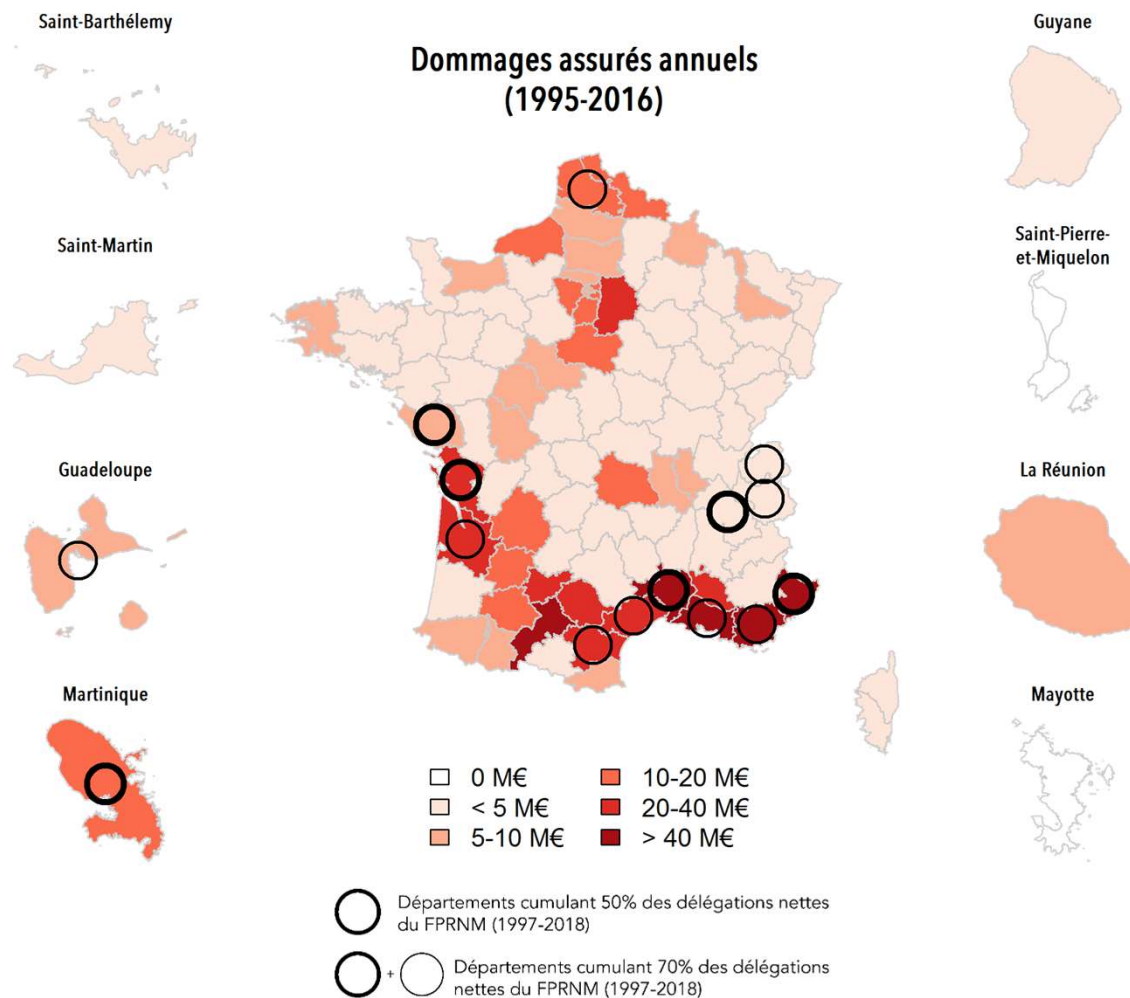 Saint-Barthélemy
Guyane
Dommages assurés annuels
(1995-2016)
Saint-Martin
Saint-Pierre-
et-Miquelon
Guadeloupe
La Réunion
Martinique
Mayotte
0 M€
10-20 M€
< 5 M€
20-40 M€
5-10 M€
> 40 M€
Départements cumulant 50% des délégations nettes
du FPRNM (1997-2018)
+
Départements cumulant 70% des délégations
nettes du FPRNM (1997-2018)